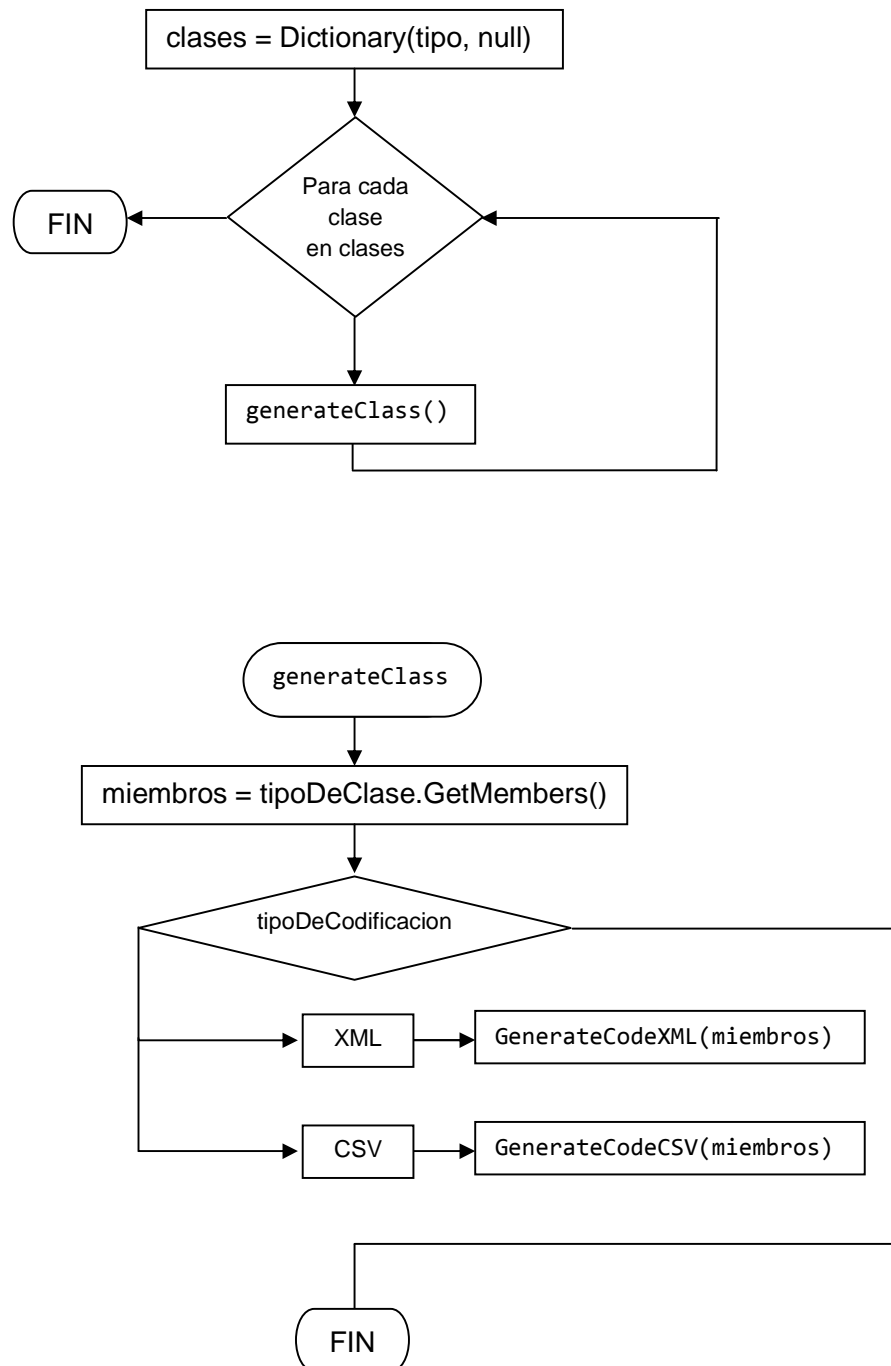 clases = Dictionary(tipo, null)
Para cada
clase
en clases
FIN
generateClass()
generateClass
miembros = tipoDeClase.GetMembers()
tipoDeCodificacion
XML
GenerateCodeXML(miembros)
CSV
GenerateCodeCSV(miembros)
FIN